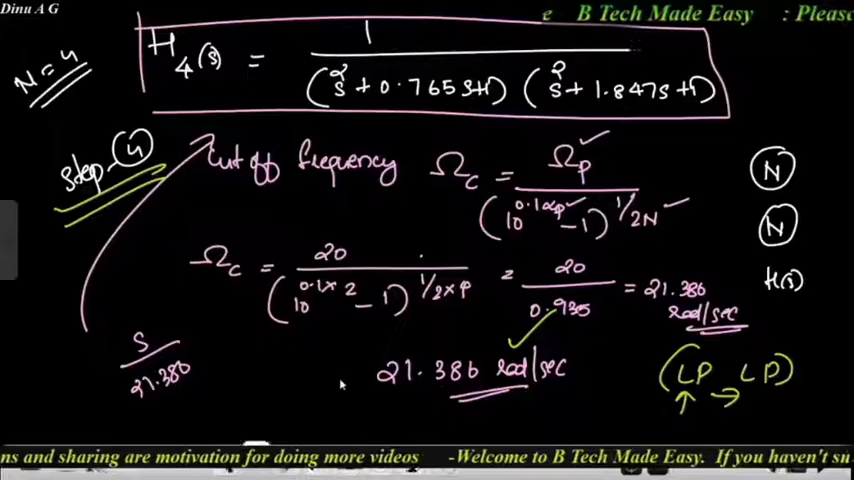 Dinu A G
e B Tech Made Easy : Please
N=4
H4(s) = 1 / (s²+0.765s+1) (s²+1.847s+1)
Step-4
Cut off frequency Ωc = Ωp / (10^0.1αp -1)^1/2N
N
N
H(s)
Ωc = 20 / (10^0.1×2 -1)^1/2×4 = 20 / 0.935 = 21.386 rad/sec
S / 21.386
21.386 rad/sec
(LP → LP)
ns and sharing are motivation for doing more videos -Welcome to B Tech Made Easy. If you haven't su